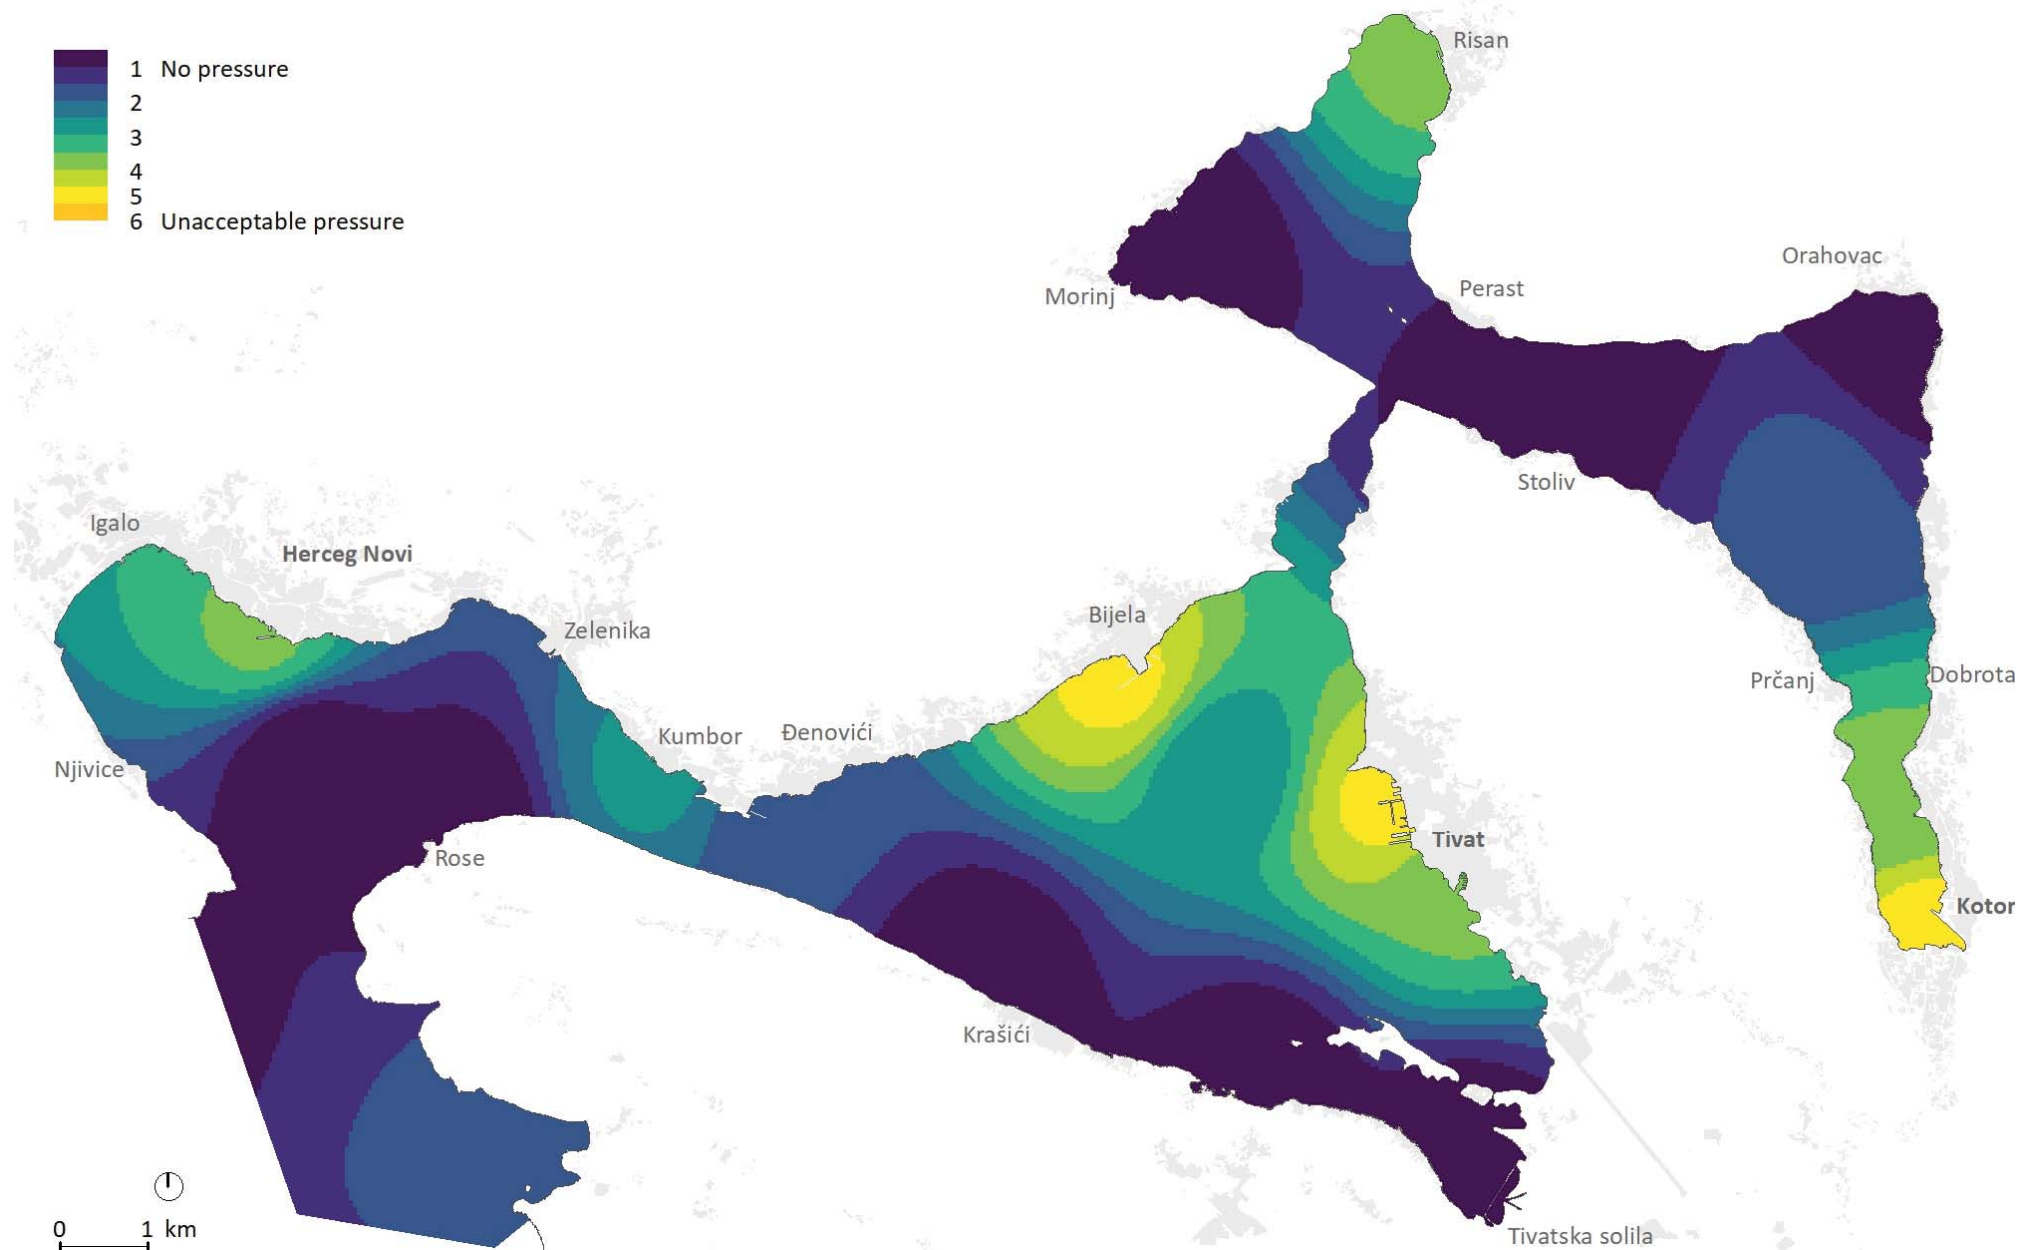 Risan
1 No pressure
2
3
4
5
6 Unacceptable pressure
Orahovac
Perast
Morinj
Stoliv
Igalo
Herceg Novi
Bijela
Zelenika
Prčanj
Dobrota
Kumbor
Đenovići
Njivice
Tivat
Rose
Kotor
Krašići
0 1 km
Tivatska solila